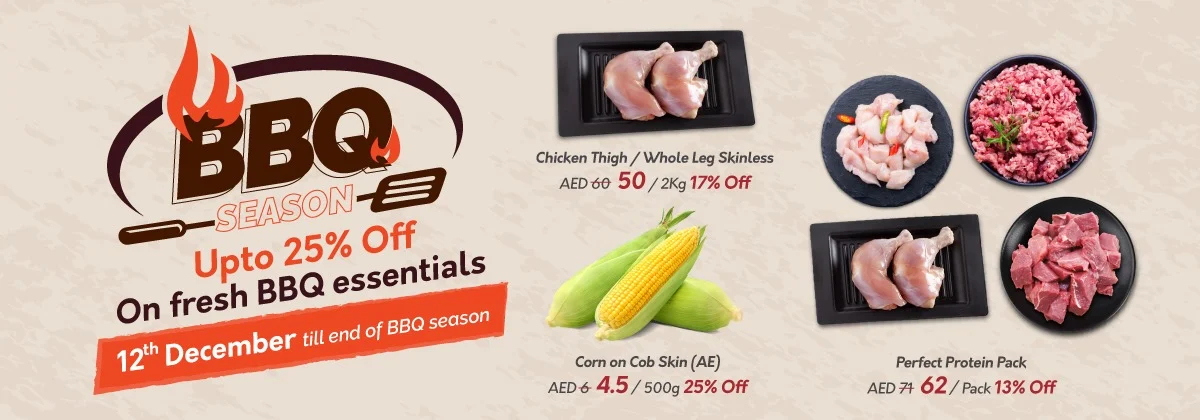 BBQ
SEASON
Upto 25% Off
On fresh BBQ essentials
12th December till end of BBQ season
Chicken Thigh / Whole Leg Skinless
AED 60 50 / 2Kg 17% Off
Corn on Cob Skin (AE)
AED 6 4.5 / 500g 25% Off
Perfect Protein Pack
AED 71 62 / Pack 13% Off